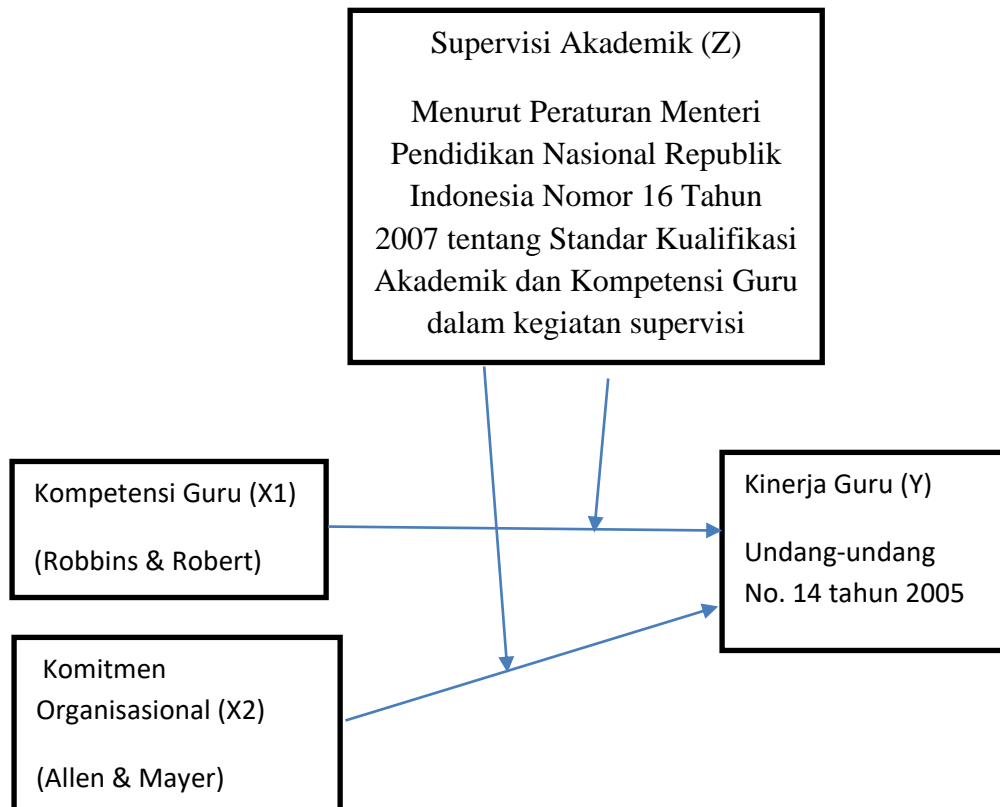 Supervisi Akademik (Z)
Menurut Peraturan Menteri
Pendidikan Nasional Republik
Indonesia Nomor 16 Tahun
2007 tentang Standar Kualifikasi
Akademik dan Kompetensi Guru
dalam kegiatan supervisi
Kompetensi Guru (X1)
(Robbins & Robert)
Kinerja Guru (Y)
Undang-undang
No. 14 tahun 2005
Komitmen
Organisasional (X2)
(Allen & Mayer)